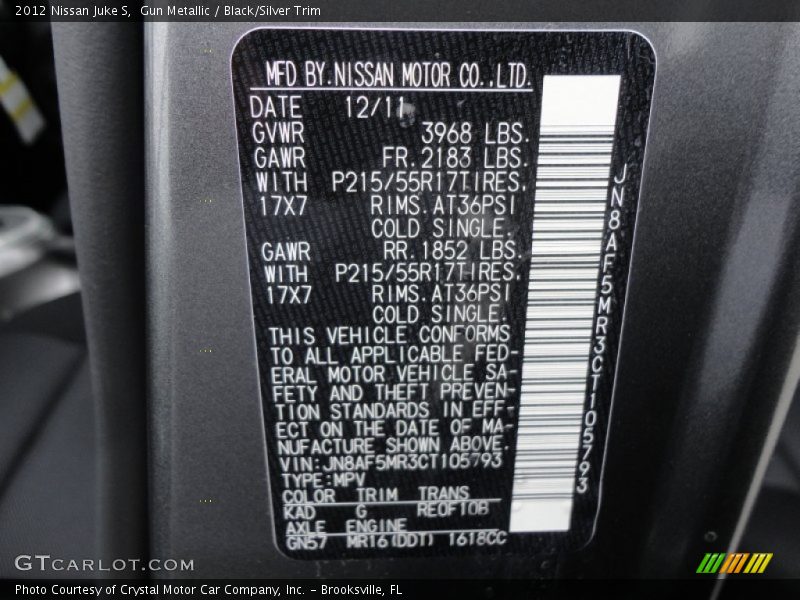 2012 Nissan Juke S,  Gun Metallic / Black/Silver Trim
MFD BY.NISSAN MOTOR CO.,LTD.
DATE 12/11
GVWR 3968 LBS.
GAWR FR.2183 LBS.
WITH P215/55R17TIRES.
17X7 RIMS.AT36PSI
COLD SINGLE.
GAWR RR.1852 LBS.
WITH P215/55R17TIRES.
17X7 RIMS.AT36PSI
COLD SINGLE.
THIS VEHICLE CONFORMS
TO ALL APPLICABLE FED-
ERAL MOTOR VEHICLE SA-
FETY AND THEFT PREVEN-
TION STANDARDS IN EFF-
ECT ON THE DATE OF MA-
NUFACTURE SHOWN ABOVE.
VIN:JN8AF5MR3CT105793
TYPE:MPV
COLOR TRIM TRANS
KAD G REOFT0B
AXLE ENGINE
GN57 MR16(DDT) 1618CC
JN8AF5MR3CT105793
GTCARCOT.COM
Photo Courtesy of Crystal Motor Car Company, Inc. – Brooksville, FL